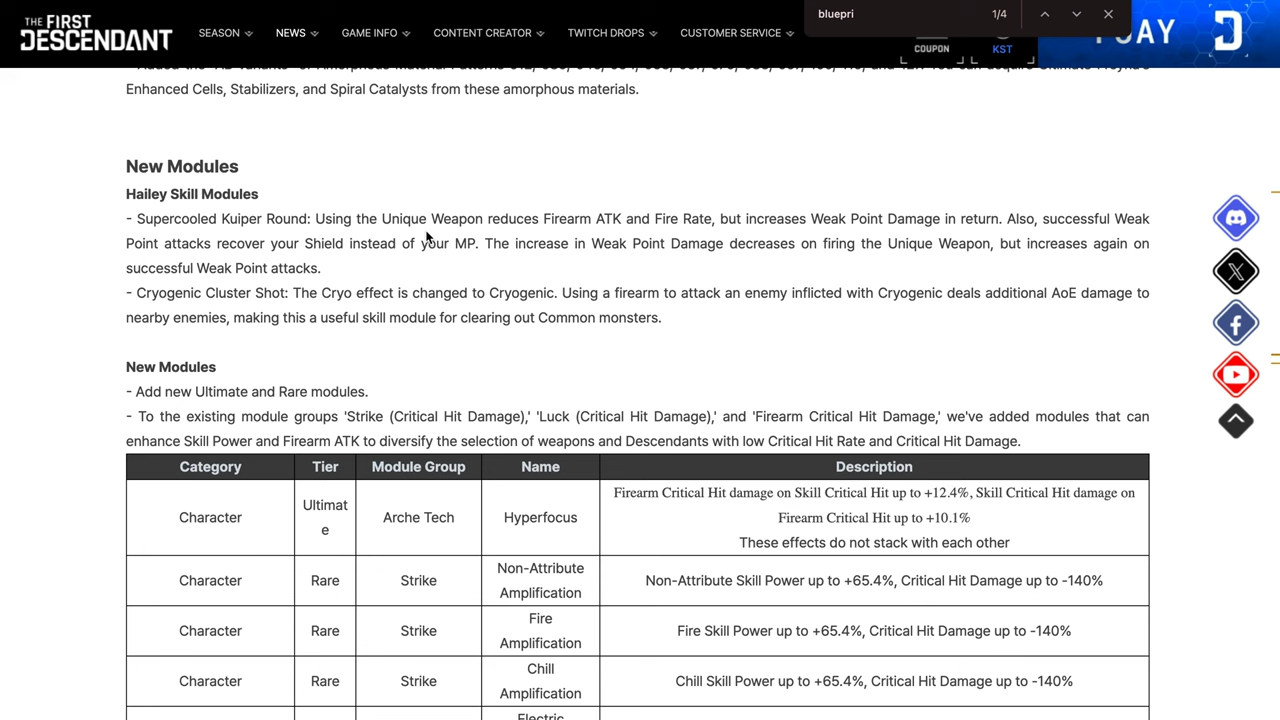 THE FIRST
DESCENDANT
SEASON NEWS GAME INFO CONTENT CREATOR TWITCH DROPS CUSTOMER SERVICE
bluepri 1/4
COUPON KST
Enhanced Cells, Stabilizers, and Spiral Catalysts from these amorphous materials.
New Modules
Hailey Skill Modules
- Supercooled Kuiper Round: Using the Unique Weapon reduces Firearm ATK and Fire Rate, but increases Weak Point Damage in return. Also, successful Weak
Point attacks recover your Shield instead of your MP. The increase in Weak Point Damage decreases on firing the Unique Weapon, but increases again on
successful Weak Point attacks.
- Cryogenic Cluster Shot: The Cryo effect is changed to Cryogenic. Using a firearm to attack an enemy inflicted with Cryogenic deals additional AoE damage to
nearby enemies, making this a useful skill module for clearing out Common monsters.
New Modules
- Add new Ultimate and Rare modules.
- To the existing module groups 'Strike (Critical Hit Damage),' 'Luck (Critical Hit Damage),' and 'Firearm Critical Hit Damage,' we've added modules that can
enhance Skill Power and Firearm ATK to diversify the selection of weapons and Descendants with low Critical Hit Rate and Critical Hit Damage.
Category Tier Module Group Name Description
Character Ultimat
e Arche Tech Hyperfocus Firearm Critical Hit damage on Skill Critical Hit up to +12.4%, Skill Critical Hit damage on
Firearm Critical Hit up to +10.1%
These effects do not stack with each other
Character Rare Strike Non-Attribute
Amplification Non-Attribute Skill Power up to +65.4%, Critical Hit Damage up to -140%
Character Rare Strike Fire
Amplification Fire Skill Power up to +65.4%, Critical Hit Damage up to -140%
Character Rare Strike Chill
Amplification Chill Skill Power up to +65.4%, Critical Hit Damage up to -140%
Electric